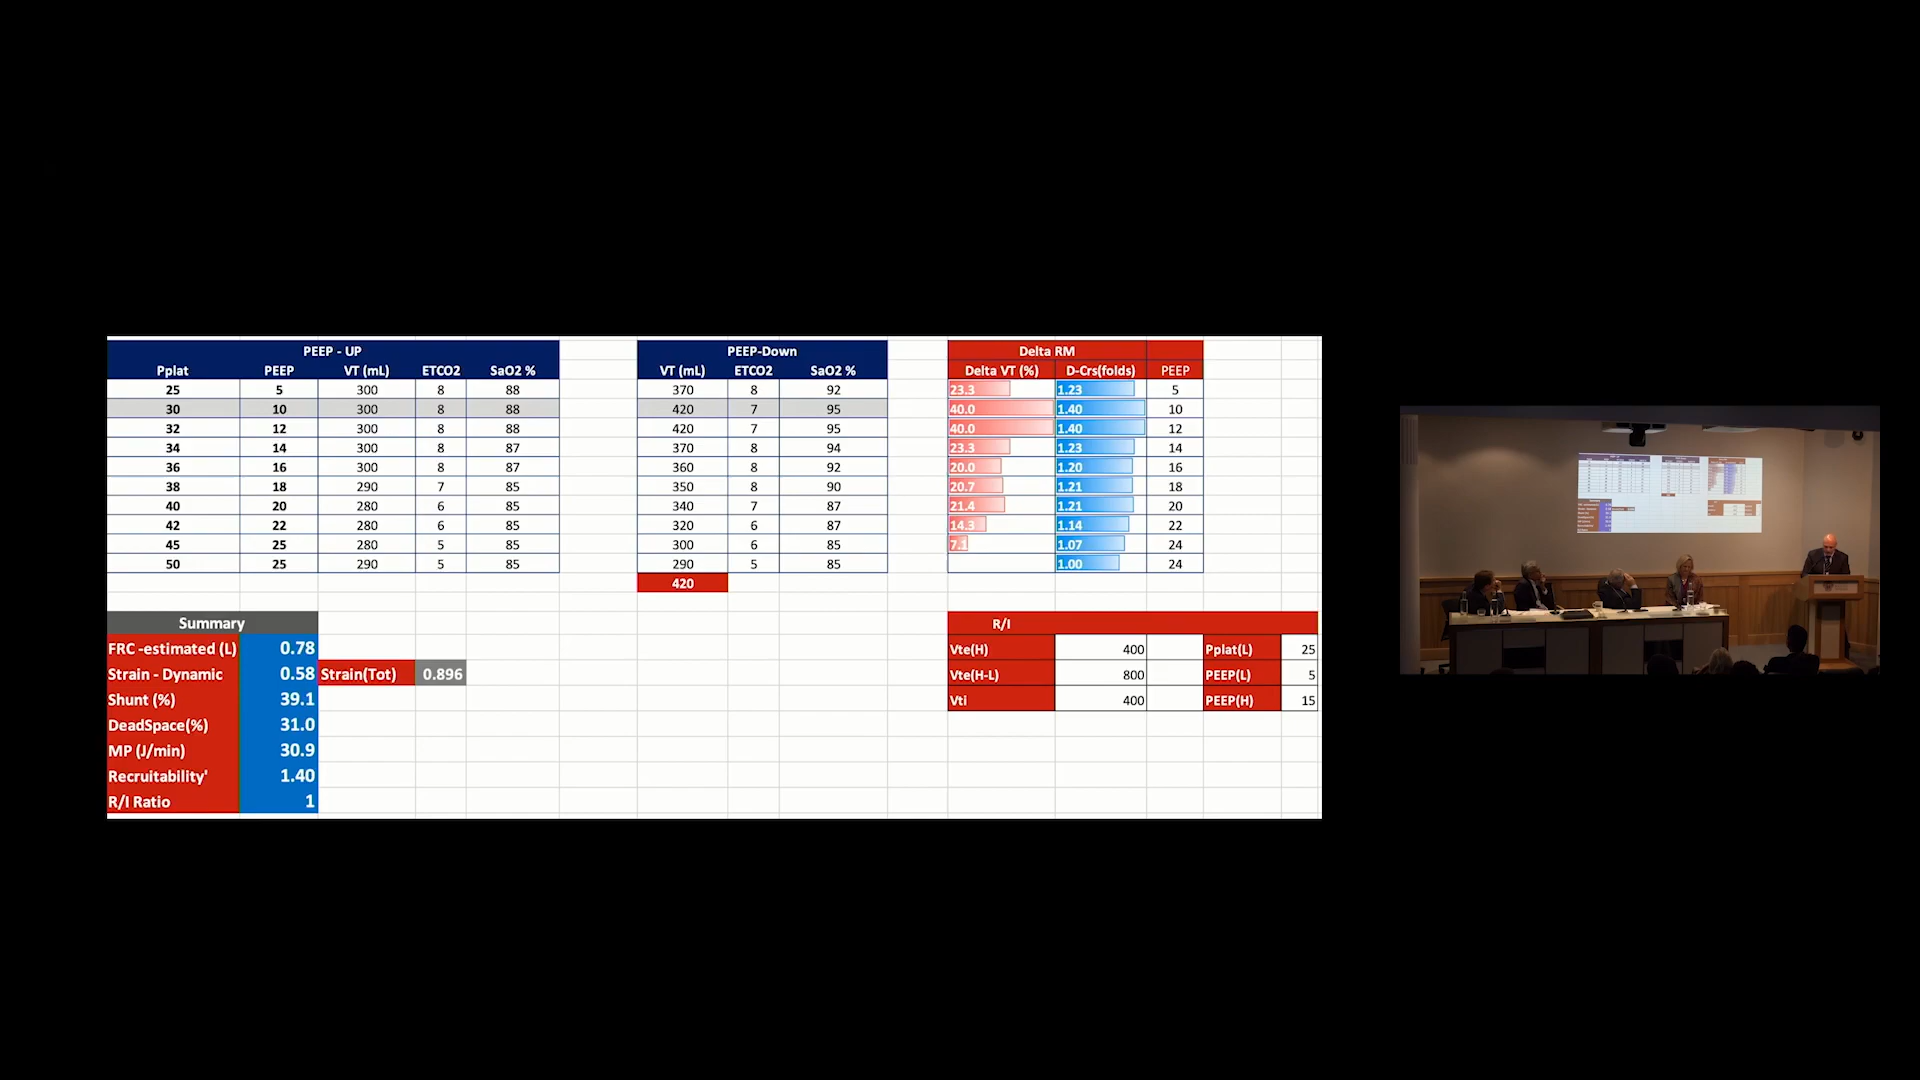 PEEP - UP
Pplat PEEP VT (mL) ETCO2 SaO2 %
25 5 300 8 88
30 10 300 8 88
32 12 300 8 88
34 14 300 8 87
36 16 300 8 87
38 18 290 7 85
40 20 280 6 85
42 22 280 6 85
45 25 280 5 85
50 25 290 5 85
PEEP-Down
VT (mL) ETCO2 SaO2 %
370 8 92
420 7 95
420 7 95
370 8 94
360 8 92
350 8 90
340 7 87
320 6 87
300 6 85
290 5 85
420
Delta RM
Delta VT (%) D-Crs(folds) PEEP
23.3 1.23 5
40.0 1.40 10
40.0 1.40 12
23.3 1.23 14
20.0 1.20 16
20.7 1.21 18
21.4 1.21 20
14.3 1.14 22
7.1 1.07 24
1.00 24
Summary
FRC -estimated (L) 0.78
Strain - Dynamic 0.58 Strain(Tot) 0.896
Shunt (%) 39.1
DeadSpace(%) 31.0
MP (J/min) 30.9
Recruitability' 1.40
R/I Ratio 1
R/I
Vte(H) 400 Pplat(L) 25
Vte(H-L) 800 PEEP(L) 5
Vti 400 PEEP(H) 15